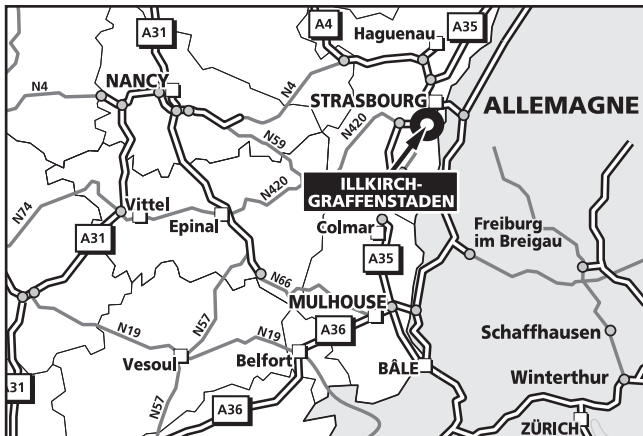 A31
A4
A35
Haguenau
N4
NANCY
N4
STRASBOURG
ALLEMAGNE
N59
N420
ILLKIRCH-
GRAFFENSTADEN
N74
Vittel
Epinal
N420
Colmar
Freiburg
im Breigau
A31
A35
N66
MULHOUSE
N19
N57
N19
A36
Schaffhausen
Vesoul
Belfort
BÂLE
Winterthur
A31
N57
A36
ZÜRICH